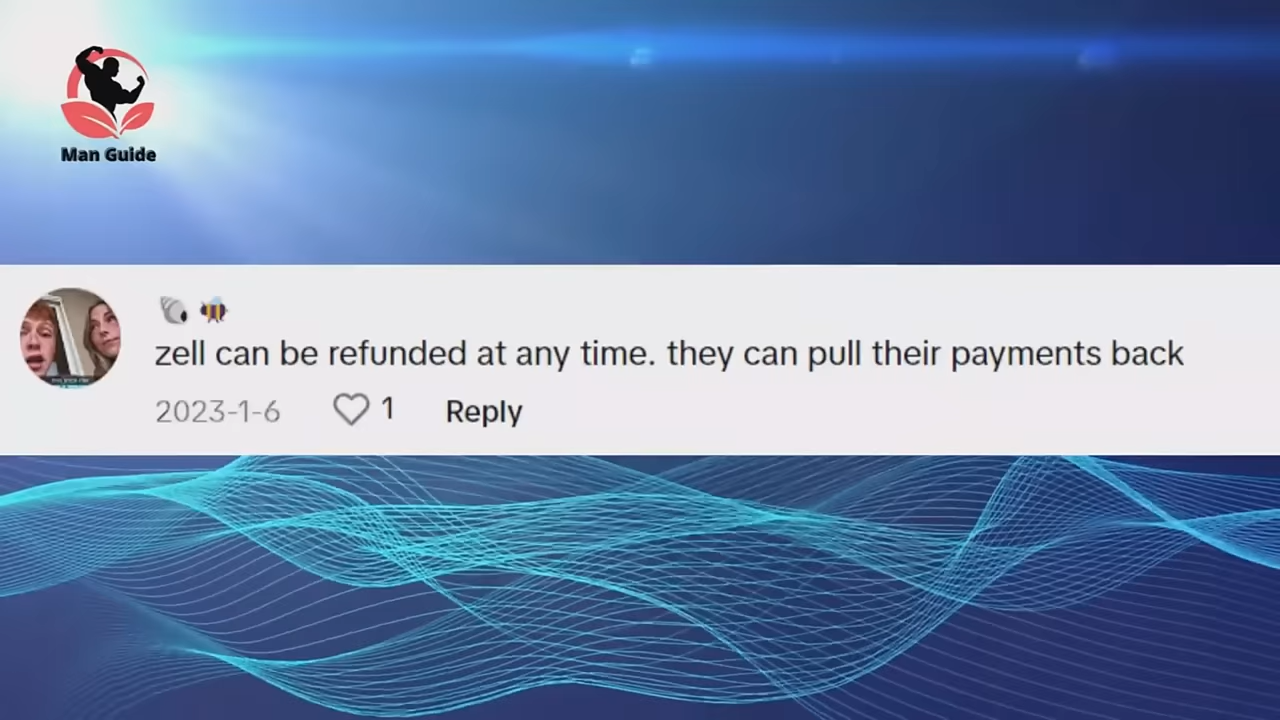 Man Guide
🐚 🐝
zell can be refunded at any time. they can pull their payments back
2023-1-6 1 Reply